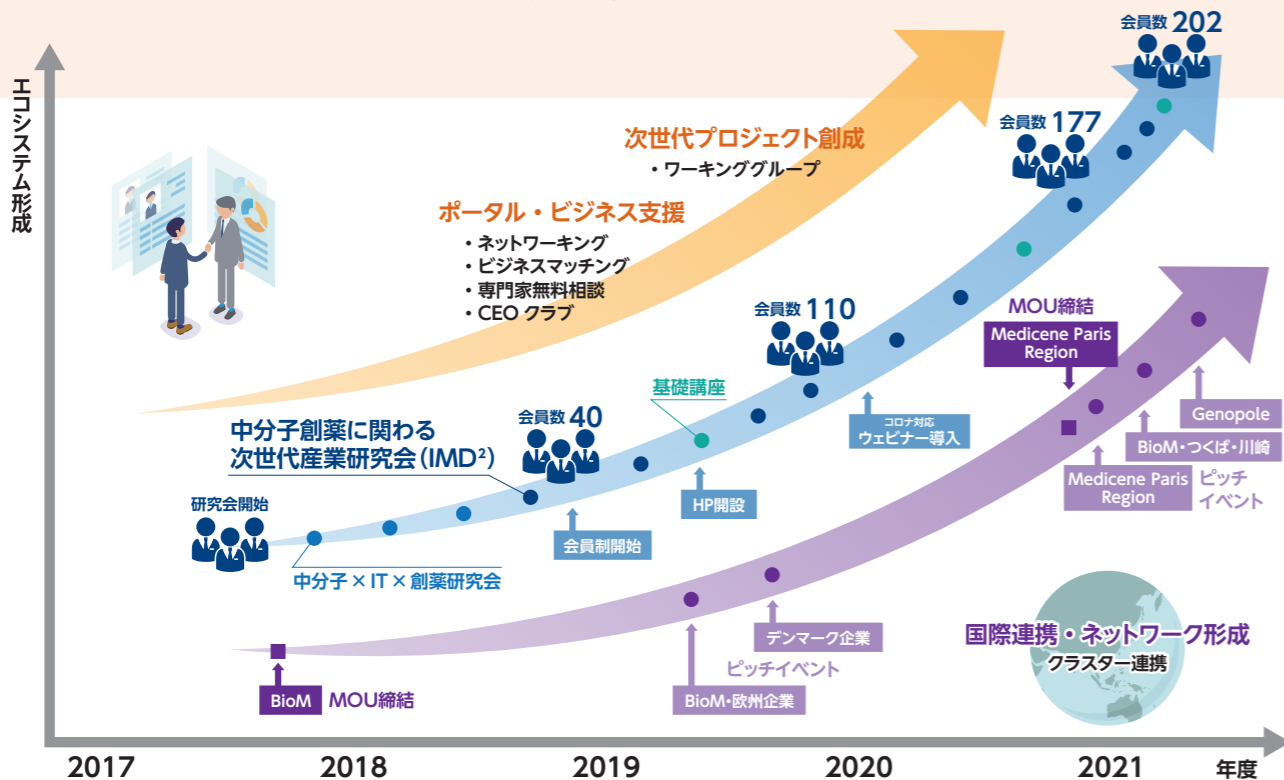 エコシステム形成
会員数 202
会員数 177
次世代プロジェクト創成
・ワーキンググループ
ポータル・ビジネス支援
・ネットワーキング
・ビジネスマッチング
・専門家無料相談
・CEO クラブ
会員数 110
MOU締結
Medicene Paris
Region
基礎講座
会員数 40
中分子創薬に関わる
次世代産業研究会(IMD²)
コロナ対応
ウェビナー導入
Genopole
BioM・つくば・川崎
Medicene Paris
Region
ピッチ
イベント
研究会開始
HP開設
会員制開始
中分子 × IT × 創薬研究会
デンマーク企業
ピッチイベント
BioM・欧州企業
国際連携・ネットワーク形成
クラスター連携
BioM
MOU締結
2017
2018
2019
2020
2021
年度